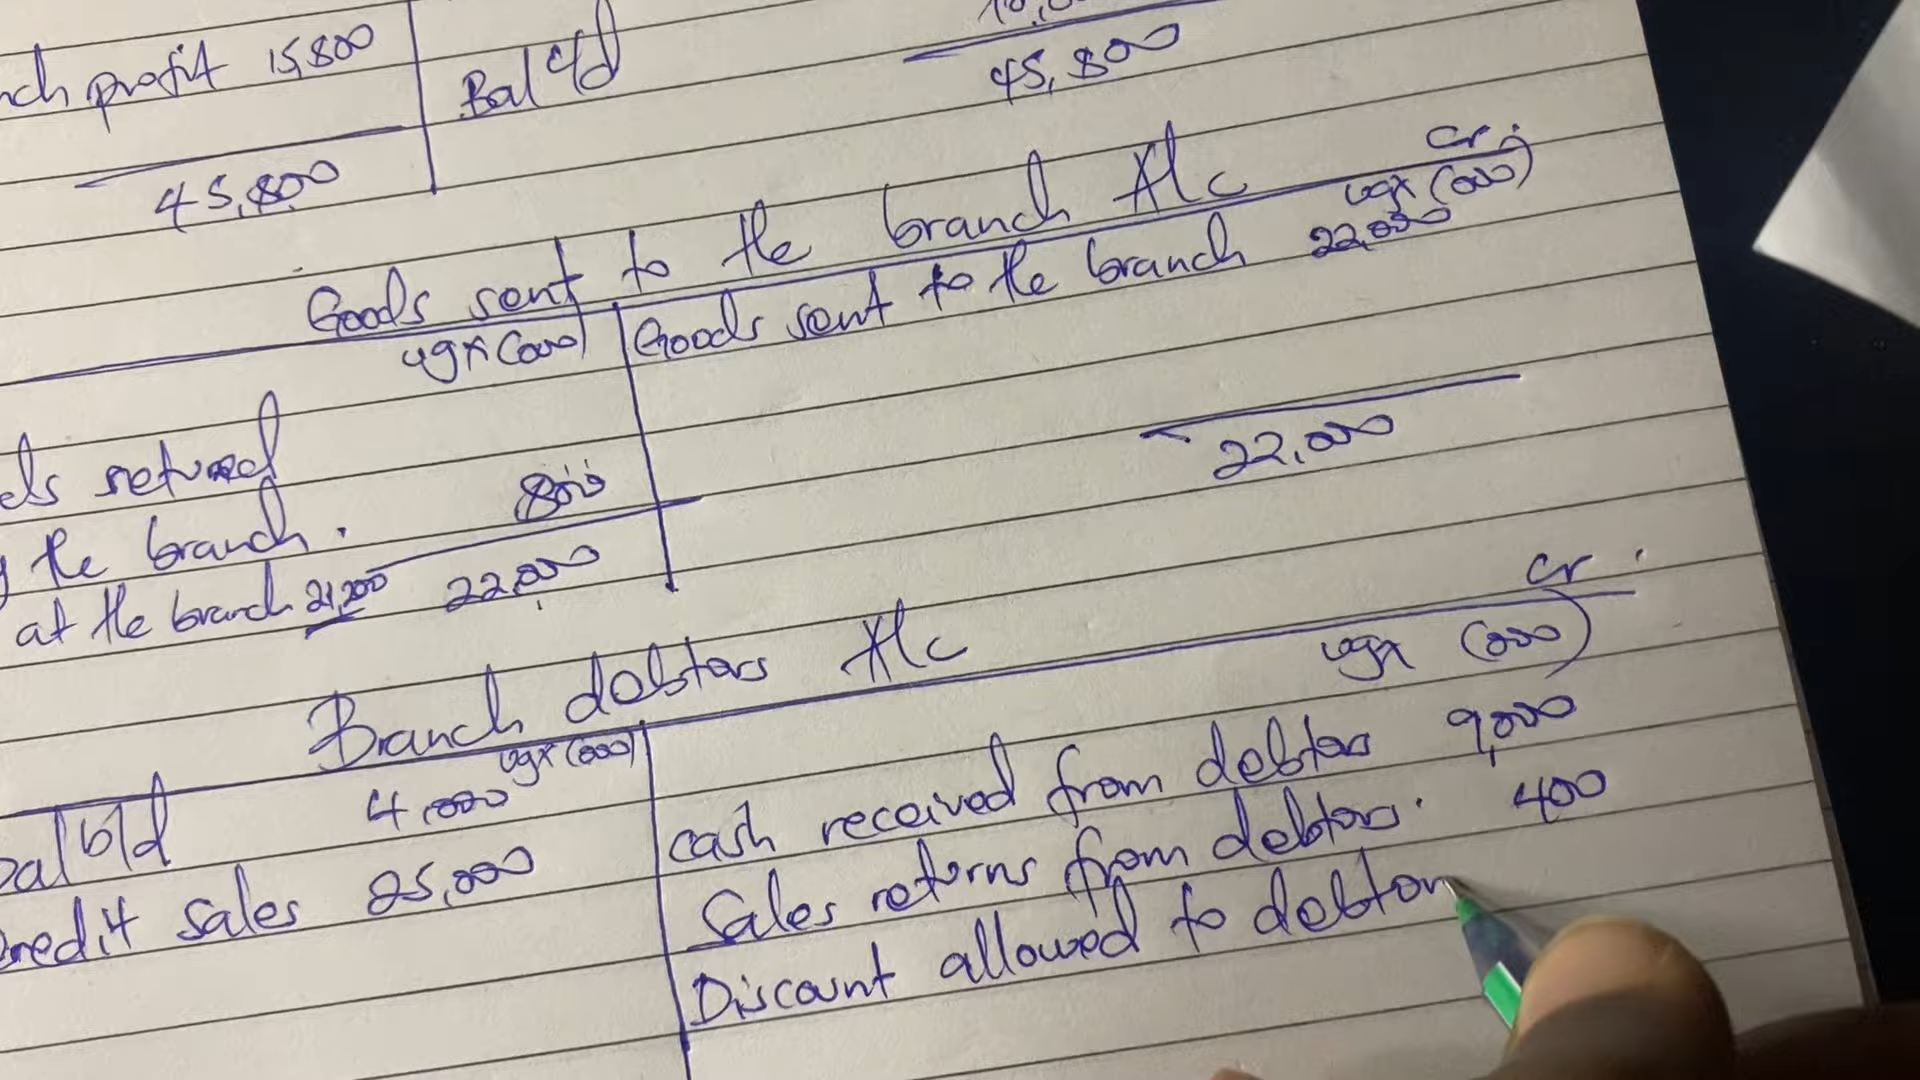 profit 15,800
Bal c/d
45,800
45,800
Goods sent to the branch A/c
Cr.
ugx (000)
ugx (000)
Goods sent to the branch 22,000
returned
800
22,000
the branch.
at the branch 21,200 22,000
Branch debtors A/c
Cr.
ugx (000)
ugx (000)
bal b/d 4,000
cash received from debtors 9,000
credit sales 25,000
Sales returns from debtors. 400
Discount allowed to debtor